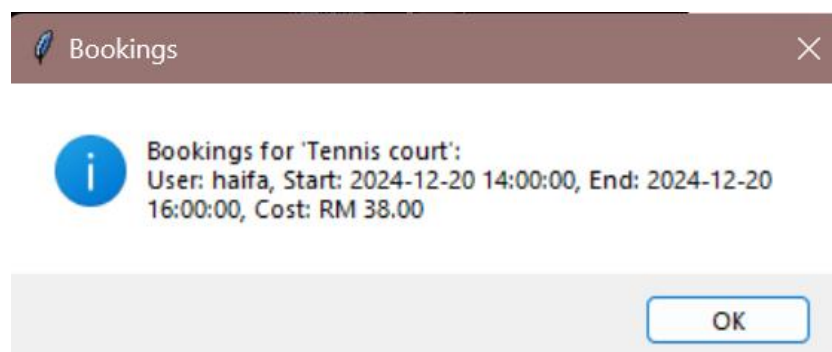 Bookings
Bookings for 'Tennis court':
User: haifa, Start: 2024-12-20 14:00:00, End: 2024-12-20
16:00:00, Cost: RM 38.00
OK